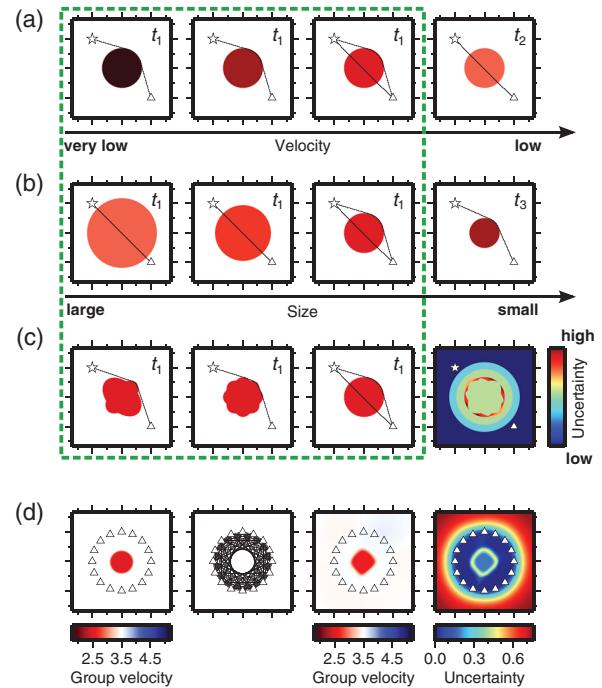 (a)
t1 t1 t1 t2
very low Velocity low
(b)
t1 t1 t1 t3
large Size small
(c)
t1 t1 t1
high
Uncertainty
low
(d)
2.5 3.5 4.5 2.5 3.5 4.5 0.0 0.3 0.6
Group velocity Group velocity Uncertainty